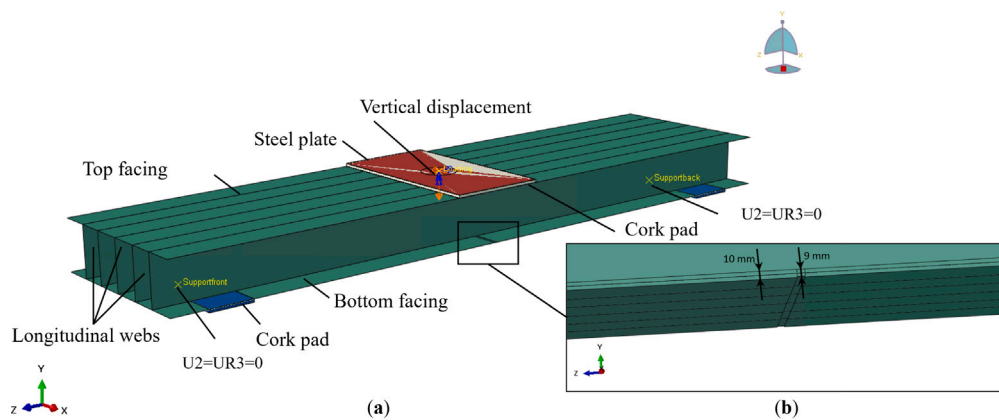 Y
Z
X
Vertical displacement
Steel plate
Top facing
Supportback
U2=UR3=0
Cork pad
10 mm
9 mm
Supportfront
Bottom facing
Longitudinal webs
Cork pad
U2=UR3=0
Y
Z
X
Y
Z
(a)
(b)